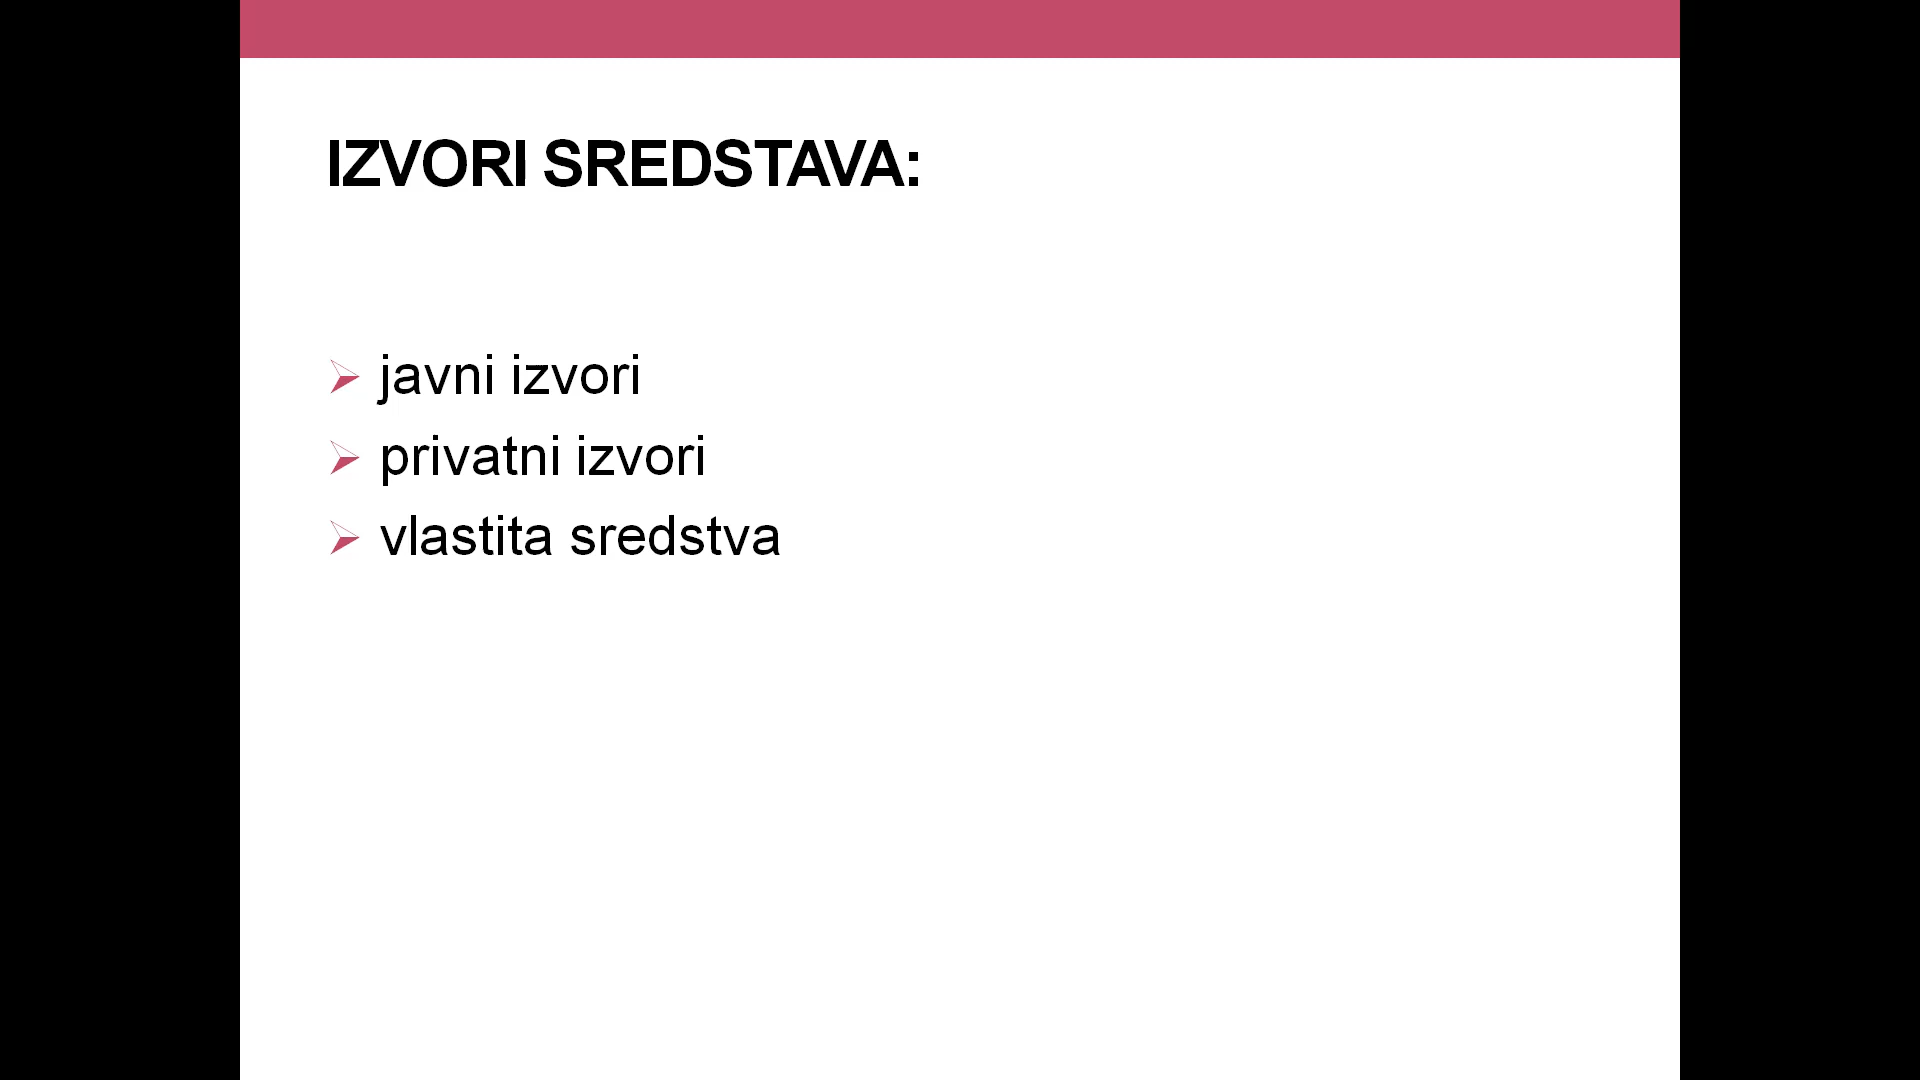 IZVORI SREDSTAVA:
javni izvori
privatni izvori
vlastita sredstva